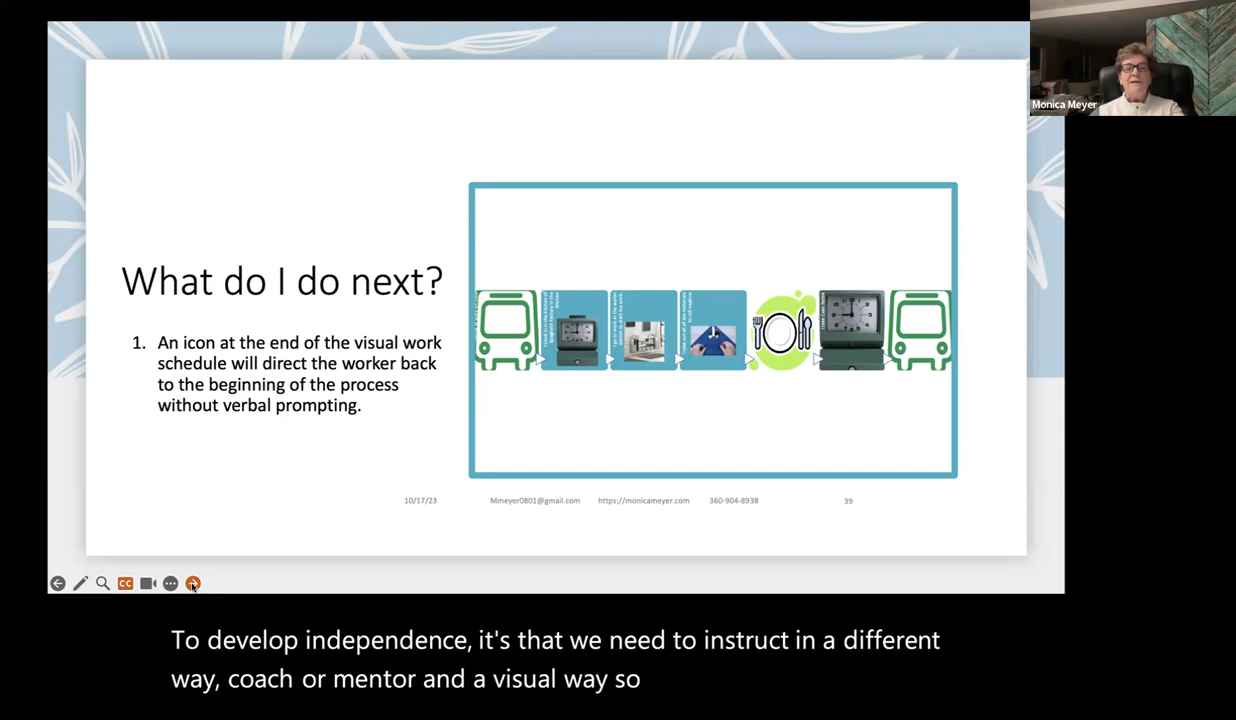 Monica Meyer
What do I do next?
1. An icon at the end of the visual work
schedule will direct the worker back
to the beginning of the process
without verbal prompting.
10/17/23 Mmeyer0801@gmail.com https://monicameyer.com 360-904-8938 39
CC
To develop independence, it's that we need to instruct in a different
way, coach or mentor and a visual way so